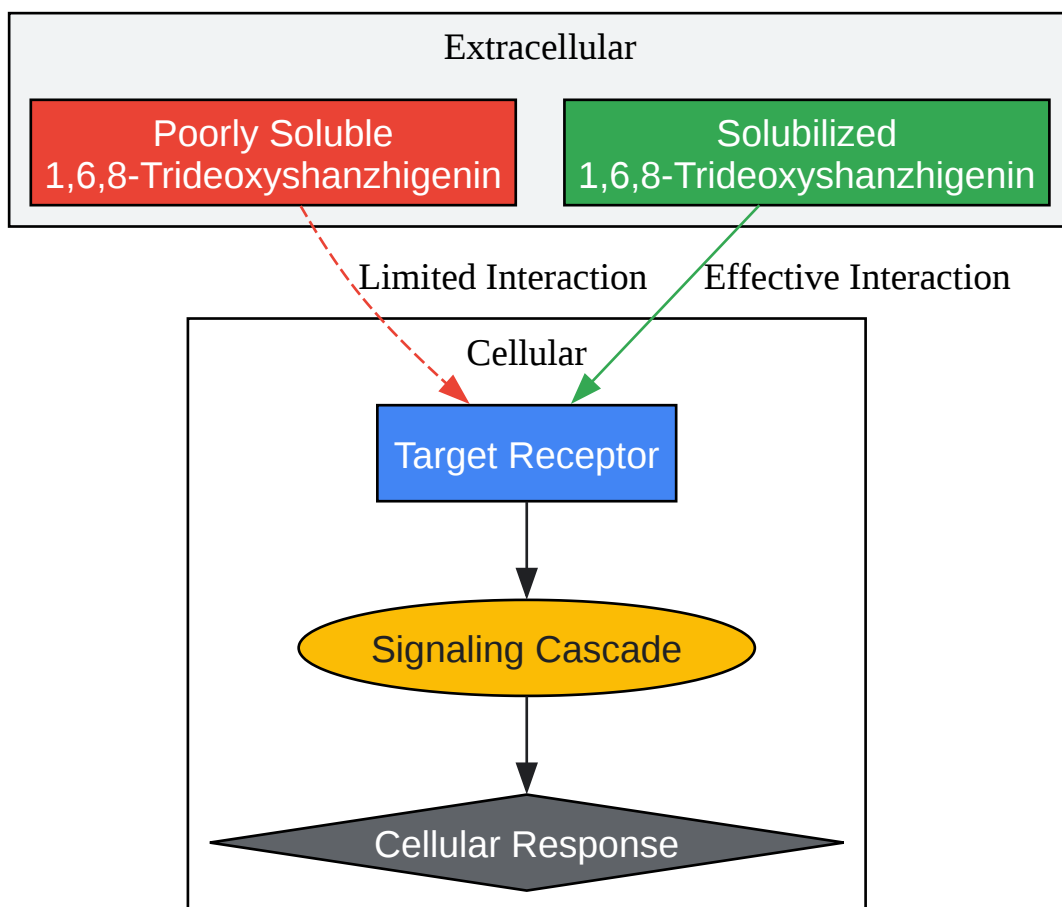 Extracellular
Poorly Soluble
1,6,8-Trideoxyshanzhigenin
Solubilized
1,6,8-Trideoxyshanzhigenin
Limited Interaction
Effective Interaction
Cellular
Target Receptor
Signaling Cascade
Cellular Response